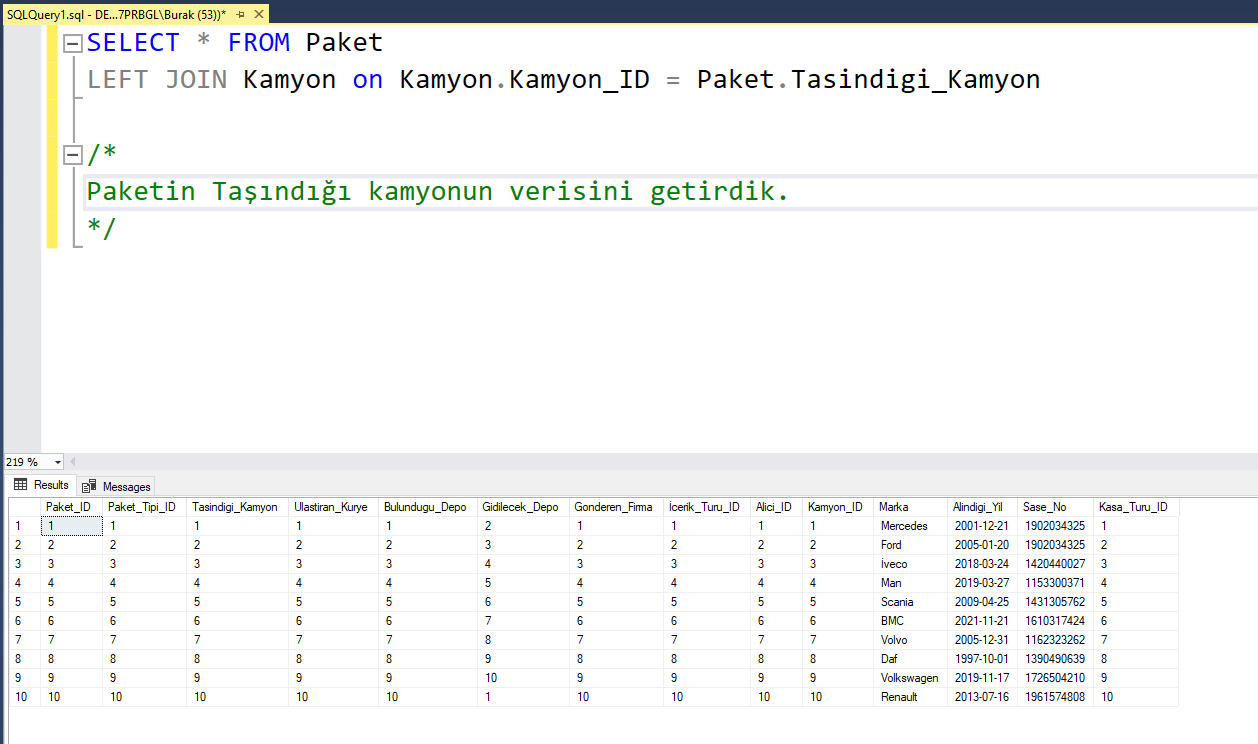 SQLQuery1.sql - DE...7PRBGL\Burak (53))*
SELECT * FROM Paket
LEFT JOIN Kamyon on Kamyon.Kamyon_ID = Paket.Tasindigi_Kamyon
/*
Paketin Taşındığı kamyonun verisini getirdik.
*/
219 %
Results Messages
Paket_ID Paket_Tipi_ID Tasindigi_Kamyon Ulastiran_Kurye Bulundugu_Depo Gidilecek_Depo Gonderen_Firma İcerik_Turu_ID Alici_ID Kamyon_ID Marka Alindigi_Yil Sase_No Kasa_Turu_ID
1 1 1 1 1 1 2 1 1 1 1 Mercedes 2001-12-21 1902034325 1
2 2 2 2 2 2 3 2 2 2 2 Ford 2005-01-20 1902034325 2
3 3 3 3 3 3 4 3 3 3 3 İveco 2018-03-24 1420440027 3
4 4 4 4 4 4 5 4 4 4 4 Man 2019-03-27 1153300371 4
5 5 5 5 5 5 6 5 5 5 5 Scania 2009-04-25 1431305762 5
6 6 6 6 6 6 7 6 6 6 6 BMC 2021-11-21 1610317424 6
7 7 7 7 7 7 8 7 7 7 7 Volvo 2005-12-31 1162323262 7
8 8 8 8 8 8 9 8 8 8 8 Daf 1997-10-01 1390490639 8
9 9 9 9 9 9 10 9 9 9 9 Volkswagen 2019-11-17 1726504210 9
10 10 10 10 10 10 1 10 10 10 10 Renault 2013-07-16 1961574808 10